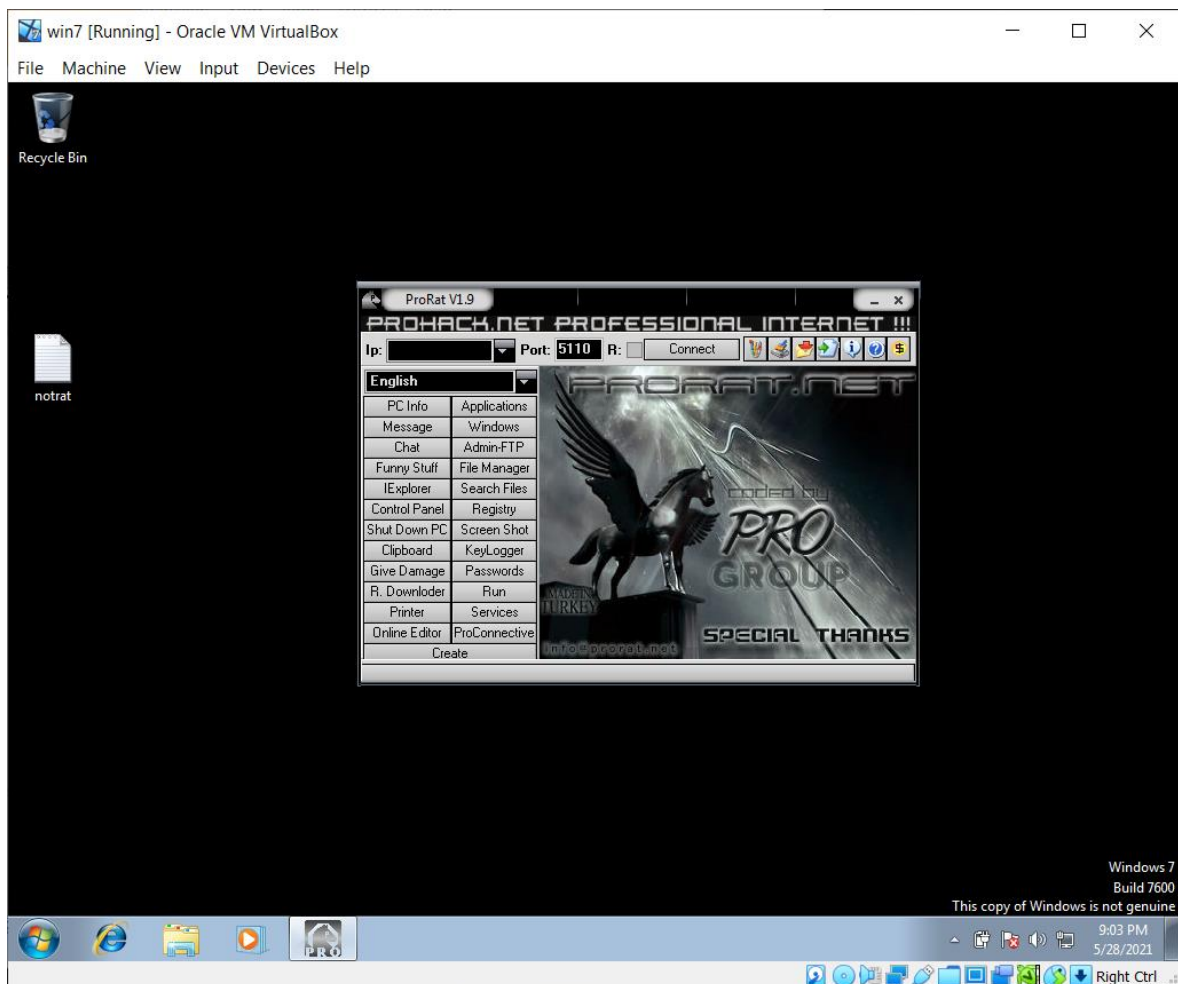 win7 [Running] - Oracle VM VirtualBox
File Machine View Input Devices Help
Recycle Bin
notrat
ProRat V1.9
PROHACK.NET PROFESSIONAL INTERNET !!!
Ip: Port: 5110 R: Connect
English
PRORAT.NET
PC Info Applications
Message Windows
Chat Admin-FTP
Funny Stuff File Manager
IExplorer Search Files
Control Panel Registry
Shut Down PC Screen Shot
Clipboard KeyLogger
Give Damage Passwords
R. Downloder Run
Printer Services
Online Editor ProConnective
Create
coded by
PRO
GROUP
MADE IN
TURKEY
SPECIAL THANKS
info@prorat.net
Windows 7
Build 7600
This copy of Windows is not genuine
PRO
9:03 PM
5/28/2021
Right Ctrl